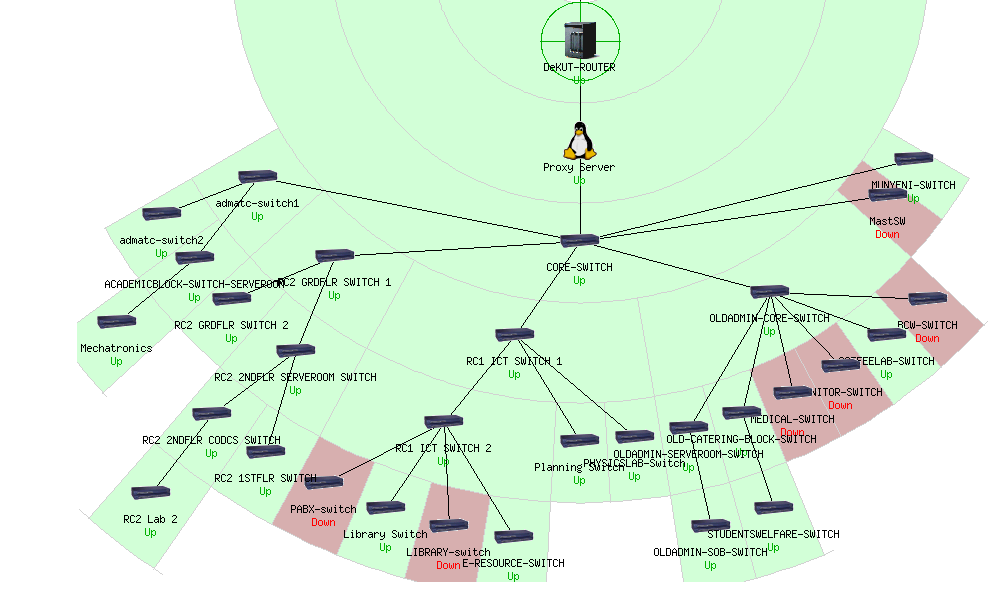 DeKUT-ROUTER
Up
Proxy Server
Up
CORE-SWITCH
Up
admatc-switch1
Up
admatc-switch2
Up
ACADEMICBLOCK-SWITCH-SERVEROOM
Up
Mechatronics
Up
RC2 GRDFLR SWITCH 1
Up
RC2 GRDFLR SWITCH 2
Up
RC2 2NDFLR SERVEROOM SWITCH
Up
RC2 2NDFLR CODCS SWITCH
Up
RC2 1STFLR SWITCH
Up
RC2 Lab 2
Up
RC1 ICT SWITCH 1
Up
RC1 ICT SWITCH 2
Up
PABX-switch
Down
Library Switch
Up
LIBRARY-switch
Down
E-RESOURCE-SWITCH
Up
Planning Switch
Up
PHYSICSLAB-Switch
Up
OLDADMIN-CORE-SWITCH
Up
OLDADMIN-SERVEROOM-SWITCH
Up
OLD-CATERING-BLOCK-SWITCH
Up
OLDADMIN-SOB-SWITCH
Up
STUDENTSWELFARE-SWITCH
Up
MEDICAL-SWITCH
Down
NITOR-SWITCH
Down
FEELAB-SWITCH
Up
BCW-SWITCH
Down
MastSW
Down
MUNYENI-SWITCH
Up